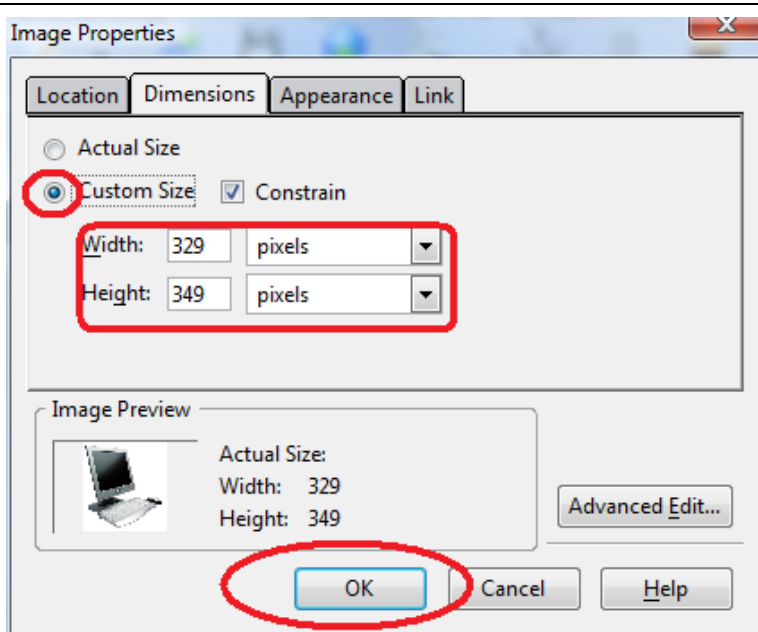 Image Properties
Location Dimensions Appearance Link
Actual Size
Custom Size Constrain
Width: 329 pixels
Height: 349 pixels
Image Preview
Actual Size:
Width: 329
Height: 349
Advanced Edit...
OK Cancel Help